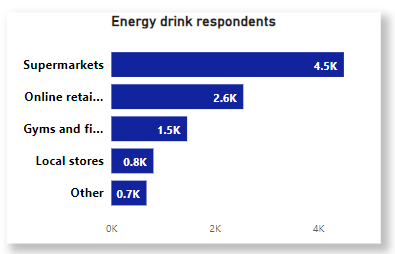 Energy drink respondents
Supermarkets 4.5K
Online retai... 2.6K
Gyms and fi... 1.5K
Local stores 0.8K
Other 0.7K
0K 2K 4K